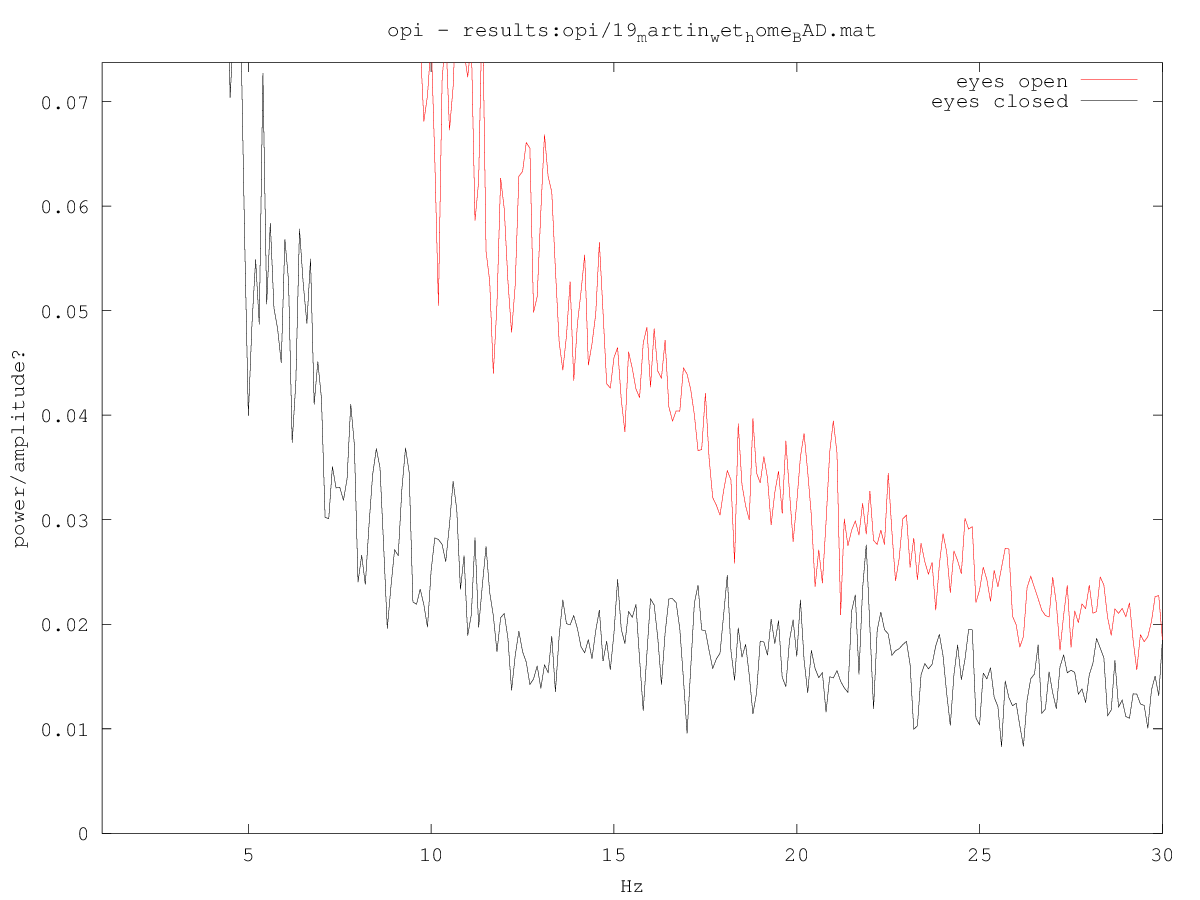 opi - results:opi/19martinwethomeBAD.mat
eyes open
eyes closed
0.07
0.06
0.05
0.04
0.03
0.02
0.01
0
power/amplitude?
5 10 15 20 25 30
Hz